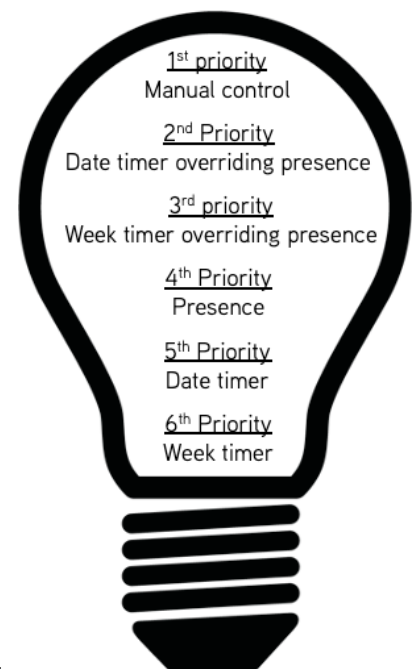 1st priority
Manual control
2nd Priority
Date timer overriding presence
3rd priority
Week timer overriding presence
4th Priority
Presence
5th Priority
Date timer
6th Priority
Week timer